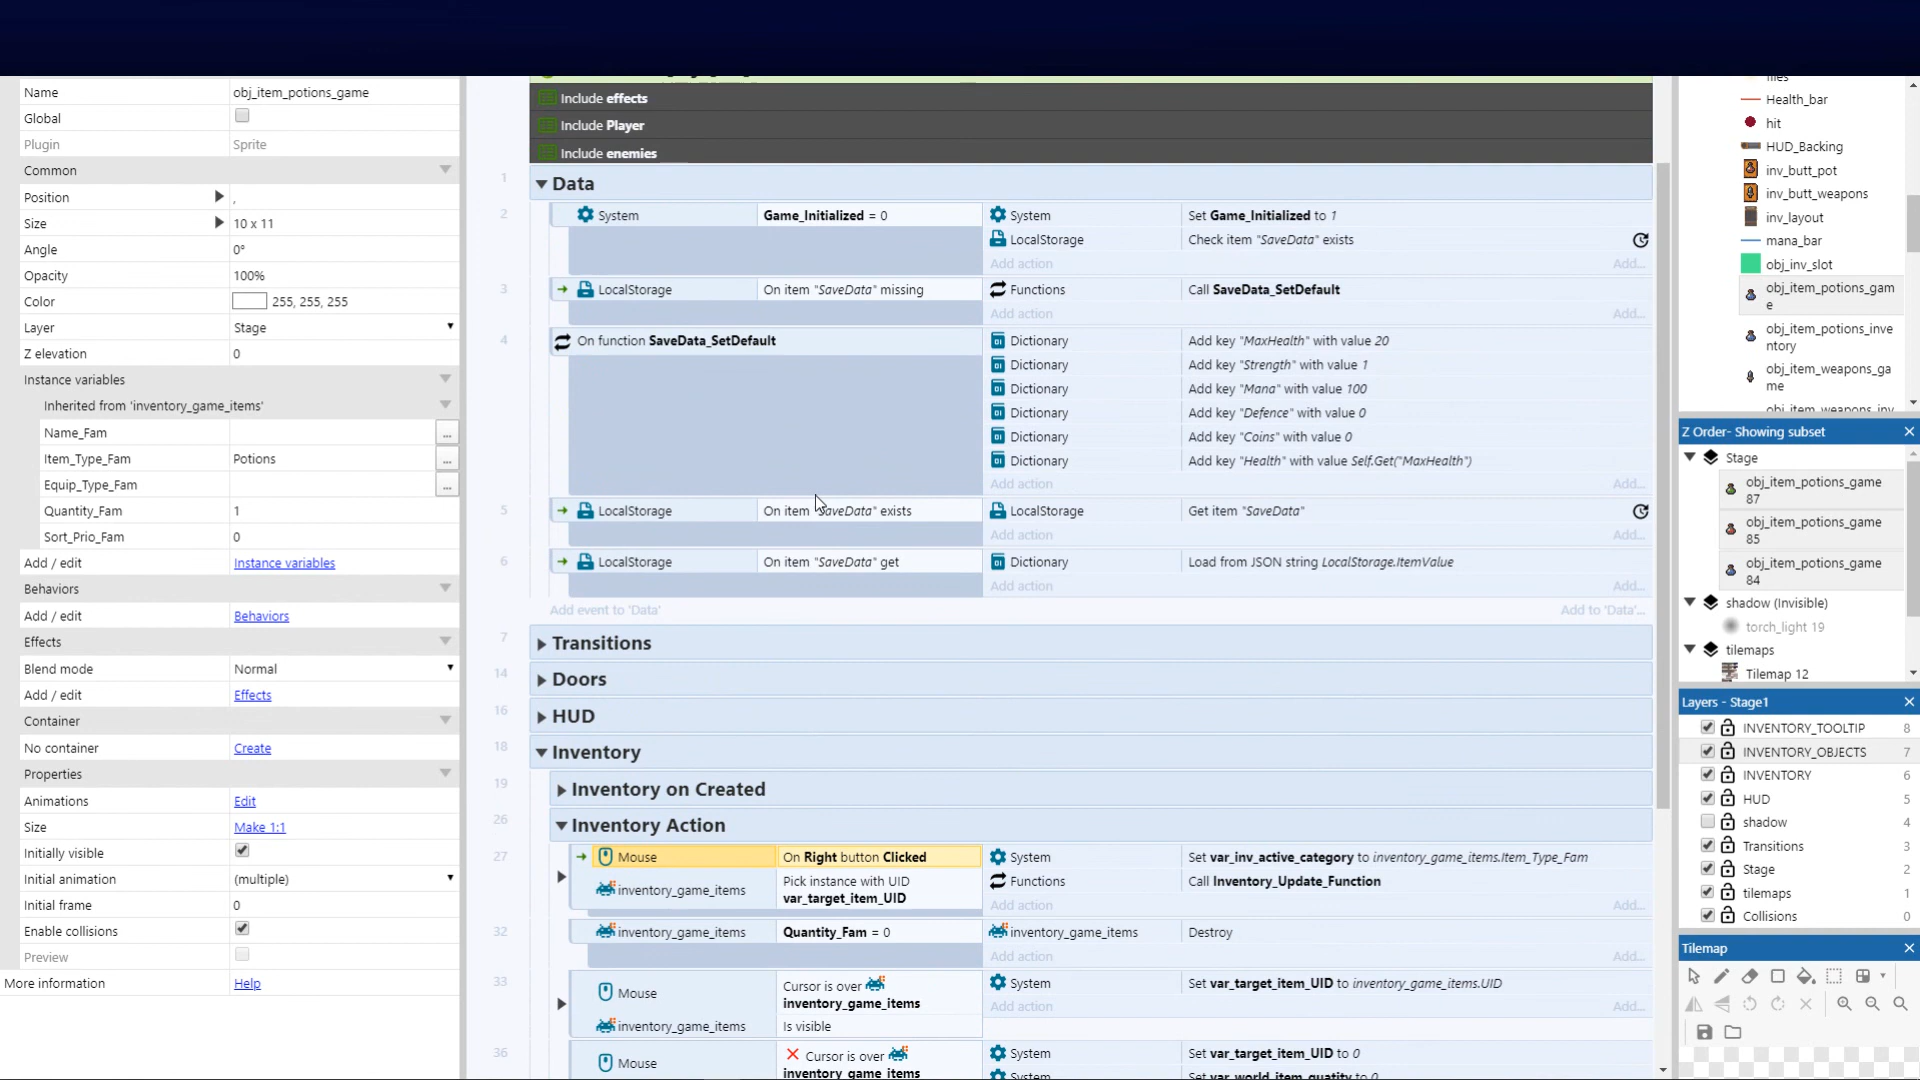 Name obj_item_potions_game
Global
Plugin Sprite
Common
Position ,
Size 10 x 11
Angle 0°
Opacity 100%
Color 255, 255, 255
Layer Stage
Z elevation 0
Instance variables
Inherited from 'inventory_game_items'
Name_Fam ...
Item_Type_Fam Potions ...
Equip_Type_Fam ...
Quantity_Fam 1
Sort_Prio_Fam 0
Add / edit Instance variables
Behaviors
Add / edit Behaviors
Effects
Blend mode Normal
Add / edit Effects
Container
No container Create
Properties
Animations Edit
Size Make 1:1
Initially visible
Initial animation (multiple)
Initial frame 0
Enable collisions
Preview
More information Help
Include effects
Include Player
Include enemies
1 Data
2 System Game_Initialized = 0 System Set Game_Initialized to 1
LocalStorage Check item "SaveData" exists
Add action Add...
3 LocalStorage On item "SaveData" missing Functions Call SaveData_SetDefault
Add action Add...
4 On function SaveData_SetDefault Dictionary Add key "MaxHealth" with value 20
Dictionary Add key "Strength" with value 1
Dictionary Add key "Mana" with value 100
Dictionary Add key "Defence" with value 0
Dictionary Add key "Coins" with value 0
Dictionary Add key "Health" with value Self.Get("MaxHealth")
Add action Add...
5 LocalStorage On item "SaveData" exists LocalStorage Get item "SaveData"
Add action Add...
6 LocalStorage On item "SaveData" get Dictionary Load from JSON string LocalStorage.ItemValue
Add action Add...
Add event to 'Data' Add to 'Data'...
7 Transitions
14 Doors
16 HUD
18 Inventory
19 Inventory on Created
26 Inventory Action
27 Mouse On Right button Clicked System Set var_inv_active_category to inventory_game_items.Item_Type_Fam
inventory_game_items Pick instance with UID var_target_item_UID Functions Call Inventory_Update_Function
Add action Add...
32 inventory_game_items Quantity_Fam = 0 inventory_game_items Destroy
Add action Add...
33 Mouse Cursor is over inventory_game_items System Set var_target_item_UID to inventory_game_items.UID
inventory_game_items Is visible Add action Add...
36 Mouse Cursor is over inventory_game_items System Set var_target_item_UID to 0
System Set var_world_item_quatity to 0
tiles
Health_bar
hit
HUD_Backing
inv_butt_pot
inv_butt_weapons
inv_layout
mana_bar
obj_inv_slot
obj_item_potions_gam
e
obj_item_potions_inve
ntory
obj_item_weapons_ga
me
obj_item_weapons_inv
Z Order- Showing subset
Stage
obj_item_potions_game
87
obj_item_potions_game
85
obj_item_potions_game
84
shadow (Invisible)
torch_light 19
tilemaps
Tilemap 12
Layers - Stage1
INVENTORY_TOOLTIP 8
INVENTORY_OBJECTS 7
INVENTORY 6
HUD 5
shadow 4
Transitions 3
Stage 2
tilemaps 1
Collisions 0
Tilemap